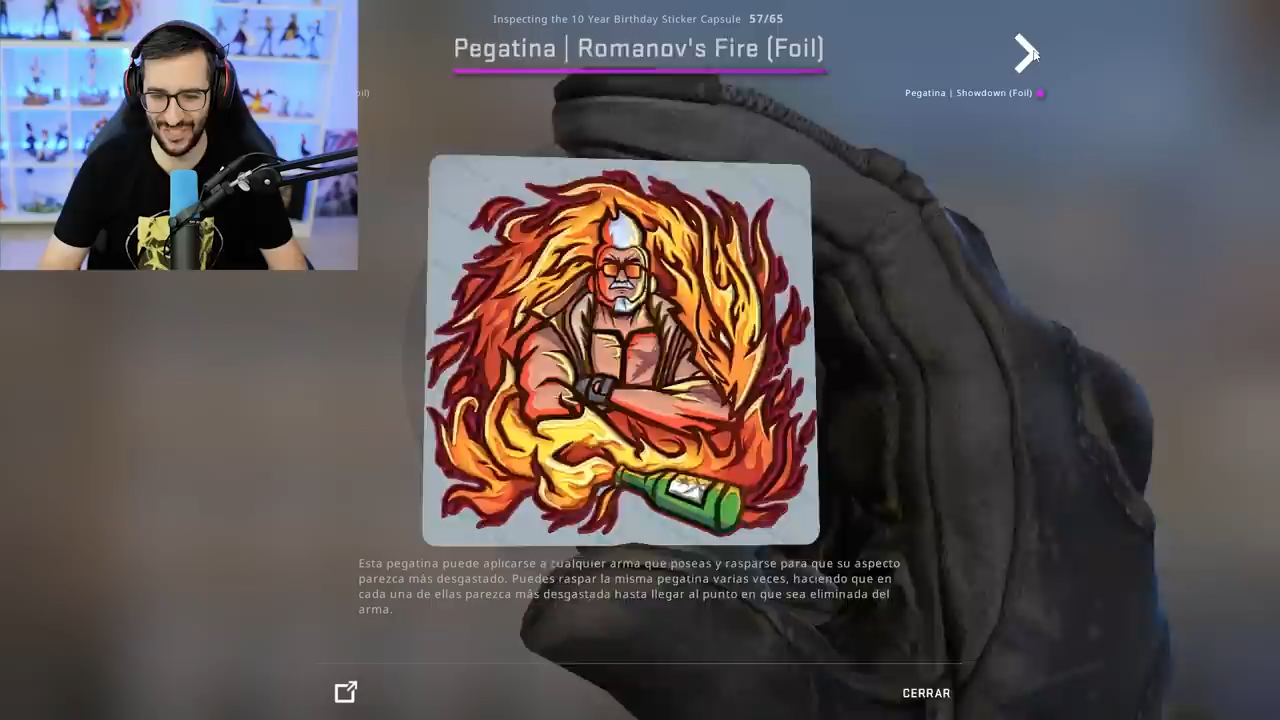 Inspecting the 10 Year Birthday Sticker Capsule 57/65
Pegatina | Romanov's Fire (Foil)
oil)
Pegatina | Showdown (Foil)
Esta pegatina puede aplicarse a cualquier arma que poseas y rasparse para que su aspecto
parezca más desgastado. Puedes raspar la misma pegatina varias veces, haciendo que en
cada una de ellas parezca más desgastada hasta llegar al punto en que sea eliminada del
arma.
CERRAR